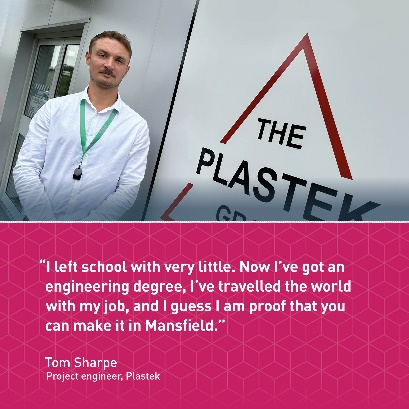 THE
PLASTEK
GR
“I left school with very little. Now I’ve got an
engineering degree, I’ve travelled the world
with my job, and I guess I am proof that you
can make it in Mansfield.”
Tom Sharpe
Project engineer, Plastek